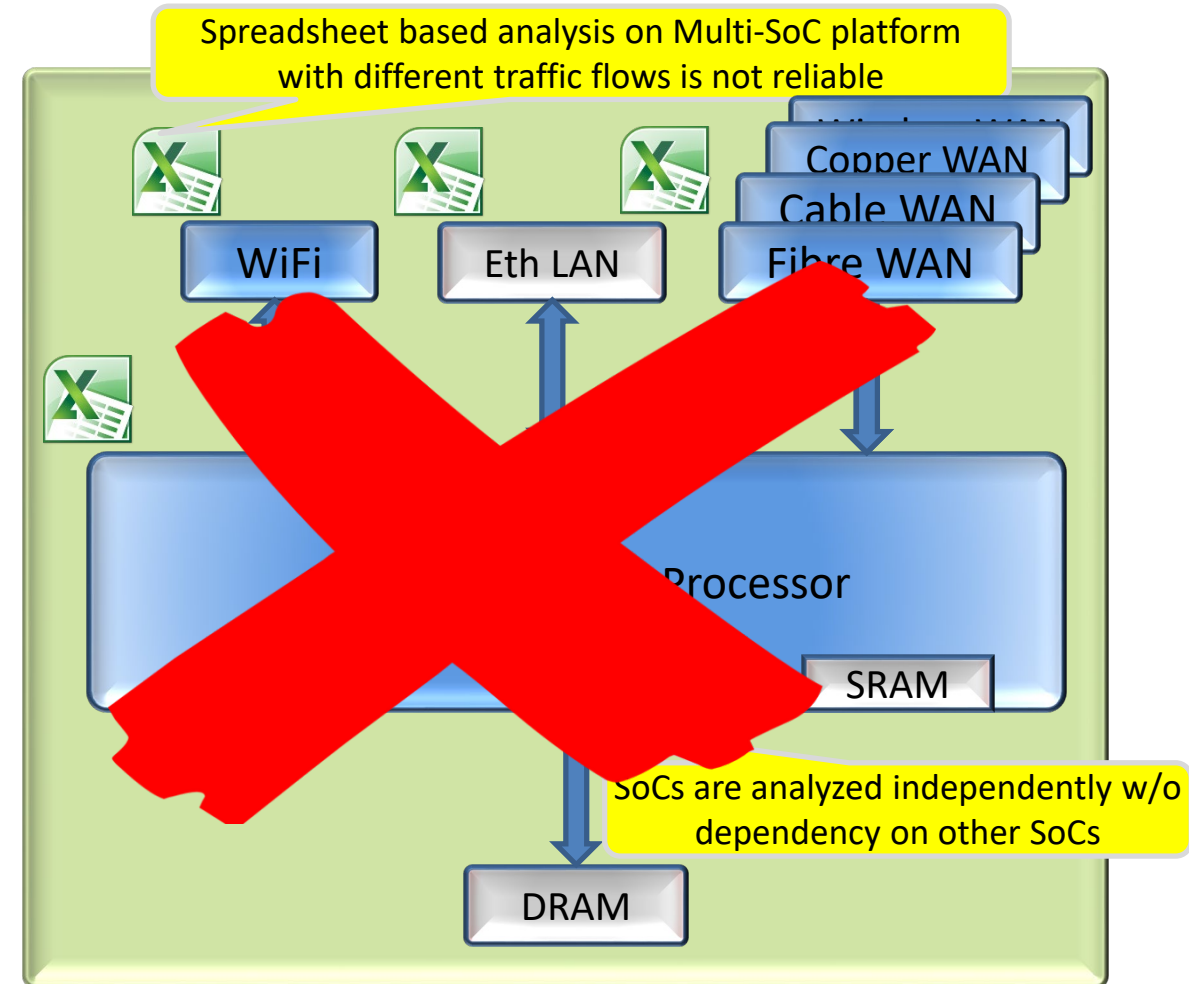 Spreadsheet based analysis on Multi-SoC platform
with different traffic flows is not reliable
WAN
Copper WAN
Cable WAN
WiFi
Eth LAN
Fibre WAN
Processor
SRAM
SoCs are analyzed independently w/o
dependency on other SoCs
DRAM